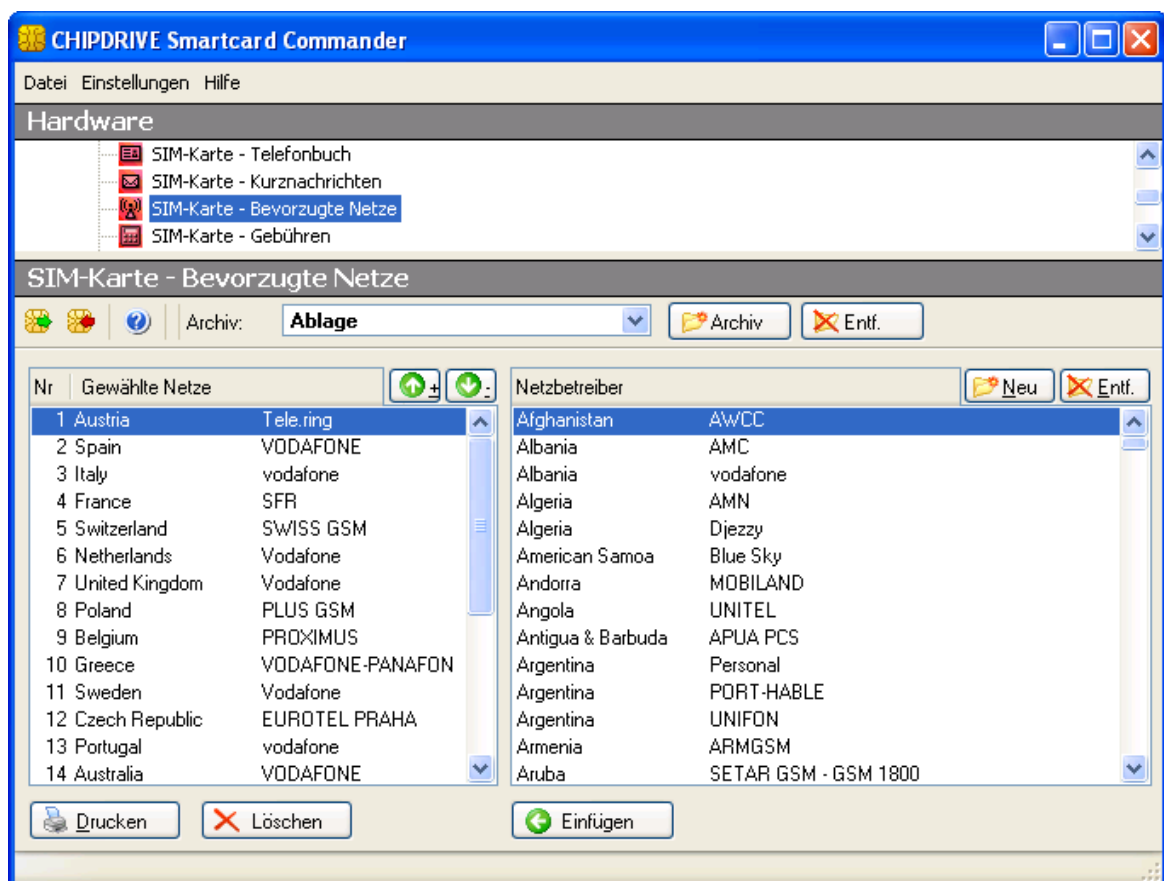 CHIPDRIVE Smartcard Commander
Datei Einstellungen Hilfe
Hardware
SIM-Karte - Telefonbuch
SIM-Karte - Kurznachrichten
SIM-Karte - Bevorzugte Netze
SIM-Karte - Gebühren
SIM-Karte - Bevorzugte Netze
Archiv: Ablage Archiv Entf.
Nr Gewählte Netze + -
1 Austria Tele.ring
2 Spain VODAFONE
3 Italy vodafone
4 France SFR
5 Switzerland SWISS GSM
6 Netherlands Vodafone
7 United Kingdom Vodafone
8 Poland PLUS GSM
9 Belgium PROXIMUS
10 Greece VODAFONE-PANAFON
11 Sweden Vodafone
12 Czech Republic EUROTEL PRAHA
13 Portugal vodafone
14 Australia VODAFONE
Drucken Löschen
Netzbetreiber Neu Entf.
Afghanistan AWCC
Albania AMC
Albania vodafone
Algeria AMN
Algeria Djezzy
American Samoa Blue Sky
Andorra MOBILAND
Angola UNITEL
Antigua & Barbuda APUA PCS
Argentina Personal
Argentina PORT-HABLE
Argentina UNIFON
Armenia ARMGSM
Aruba SETAR GSM - GSM 1800
Einfügen